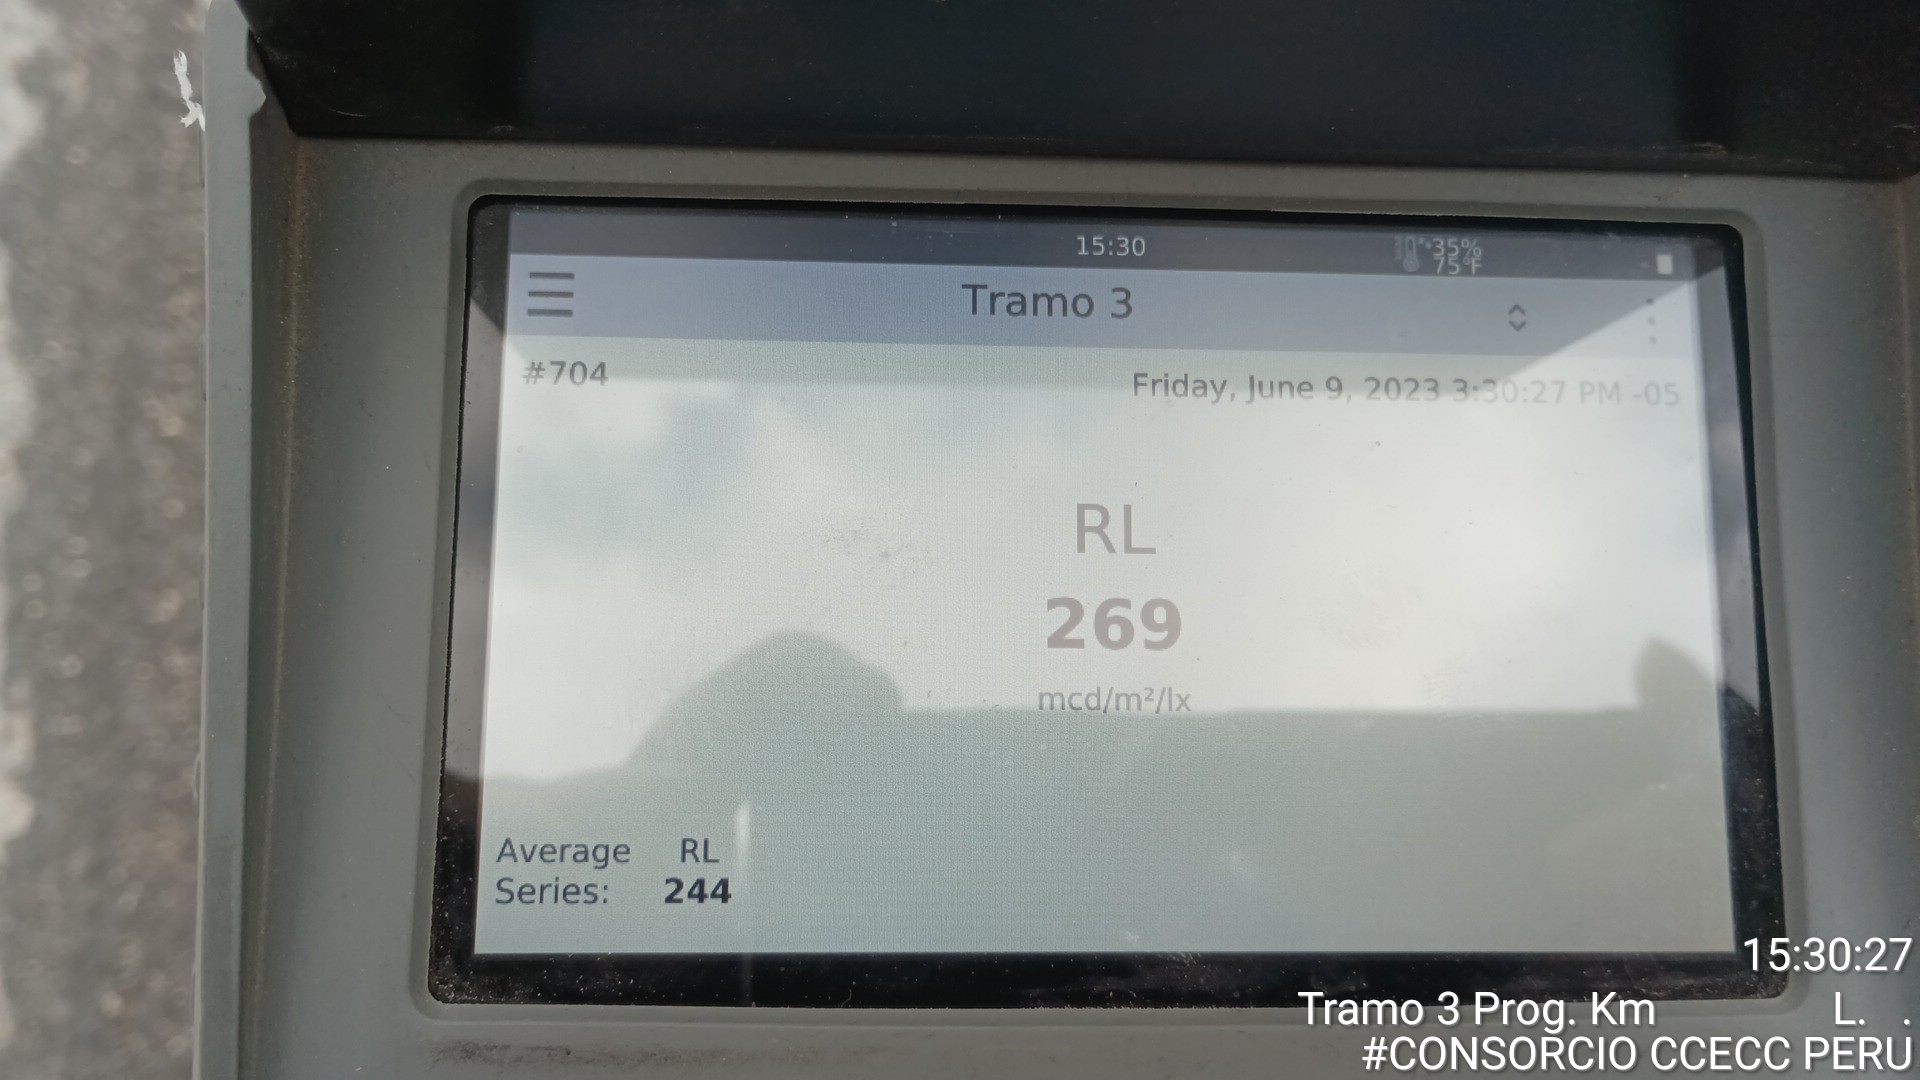 15:30
35%
75°F
Tramo 3
#704
Friday, June 9, 2023 3:30:27 PM -05
RL
269
mcd/m²/lx
Average RL
Series: 244
15:30:27
Tramo 3 Prog. Km L. .
#CONSORCIO CCECC PERU